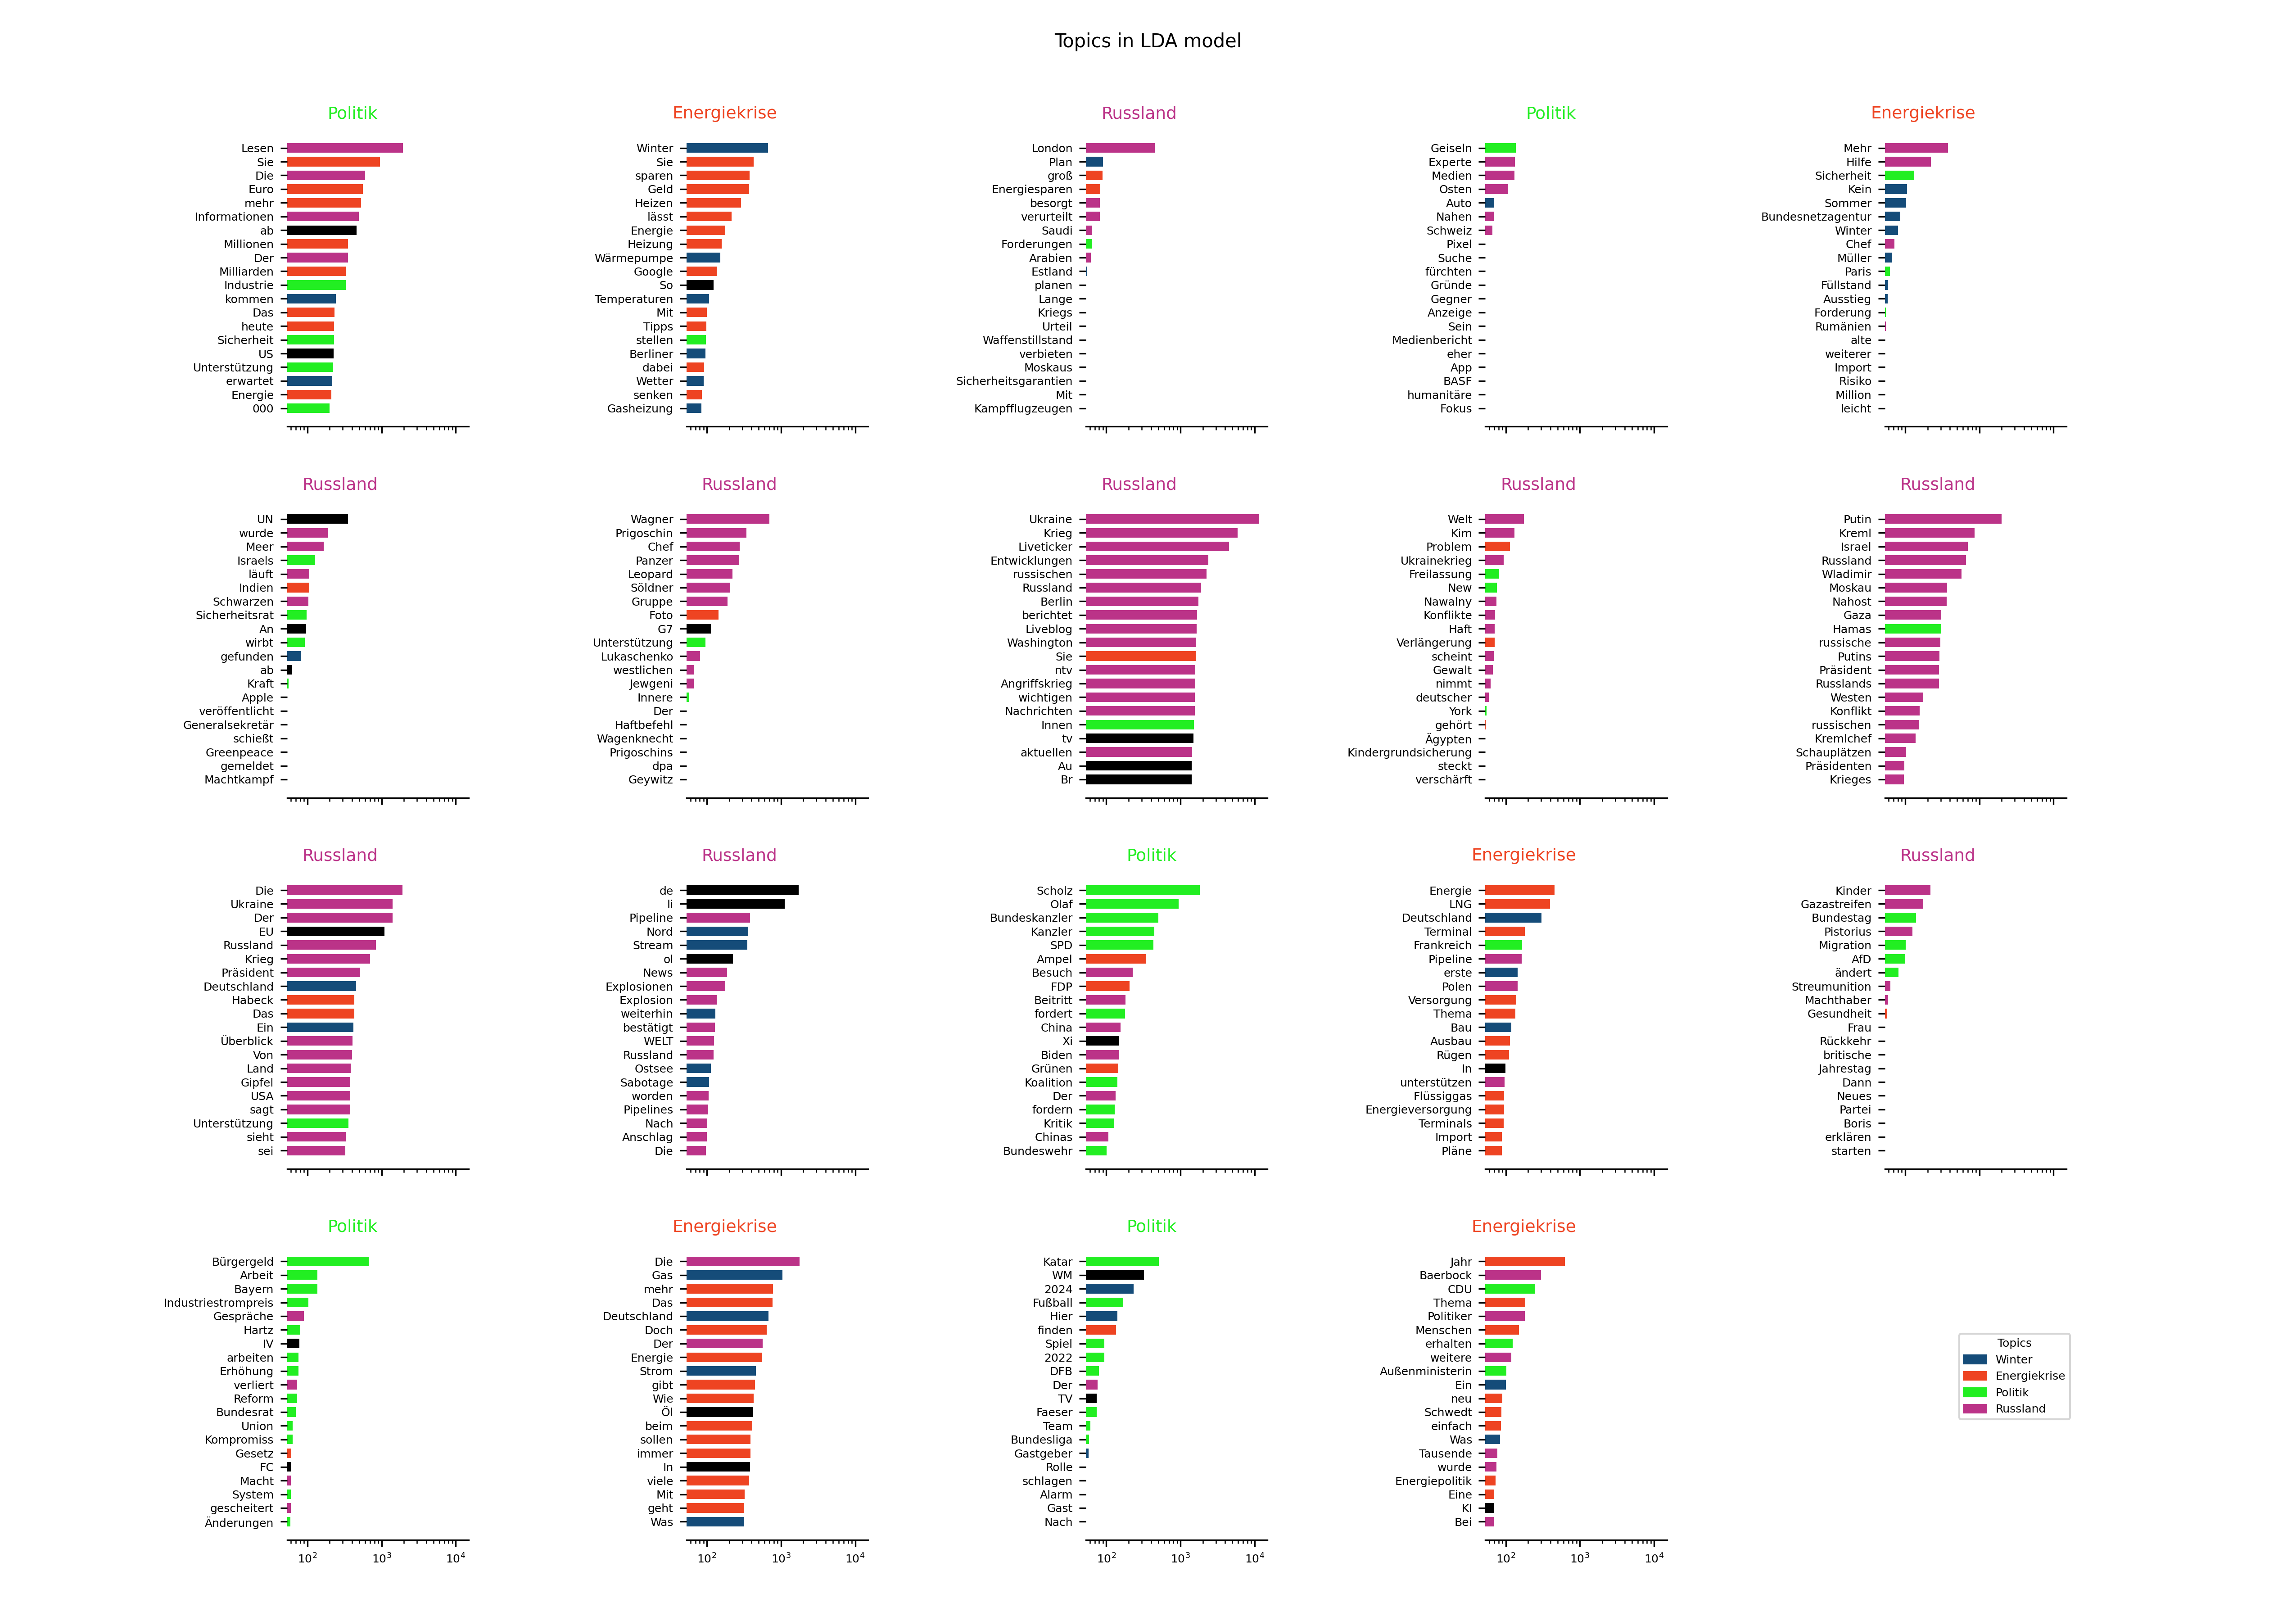 Topics in LDA model
Politik
Lesen
Sie
Die
Euro
mehr
Informationen
ab
Millionen
Der
Milliarden
Industrie
kommen
Das
heute
Sicherheit
US
Unterstützung
erwartet
Energie
000
Energiekrise
Winter
Sie
sparen
Geld
Heizen
lässt
Energie
Heizung
Wärmepumpe
Google
So
Temperaturen
Mit
Tipps
stellen
Berliner
dabei
Wetter
senken
Gasheizung
Russland
London
Plan
groß
Energiesparen
besorgt
verurteilt
Saudi
Forderungen
Arabien
Estland
planen
Lange
Kriegs
Urteil
Waffenstillstand
verbieten
Moskaus
Sicherheitsgarantien
Mit
Kampfflugzeugen
Politik
Geiseln
Experte
Medien
Osten
Auto
Nahen
Schweiz
Pixel
Suche
fürchten
Gründe
Gegner
Anzeige
Sein
Medienbericht
eher
App
BASF
humanitäre
Fokus
Energiekrise
Mehr
Hilfe
Sicherheit
Kein
Sommer
Bundesnetzagentur
Winter
Chef
Müller
Paris
Füllstand
Ausstieg
Forderung
Rumänien
alte
weiterer
Import
Risiko
Million
leicht
Russland
UN
wurde
Meer
Israels
läuft
Indien
Schwarzen
Sicherheitsrat
An
wirbt
gefunden
ab
Kraft
Apple
veröffentlicht
Generalsekretär
schießt
Greenpeace
gemeldet
Machtkampf
Russland
Wagner
Prigoschin
Chef
Panzer
Leopard
Söldner
Gruppe
Foto
G7
Unterstützung
Lukaschenko
westlichen
Jewgeni
Innere
Der
Haftbefehl
Wagenknecht
Prigoschins
dpa
Geywitz
Russland
Ukraine
Krieg
Liveticker
Entwicklungen
russischen
Russland
Berlin
berichtet
Liveblog
Washington
Sie
ntv
Angriffskrieg
wichtigen
Nachrichten
Innen
tv
aktuellen
Au
Br
Russland
Welt
Kim
Problem
Ukrainekrieg
Freilassung
New
Nawalny
Konflikte
Haft
Verlängerung
scheint
Gewalt
nimmt
deutscher
York
gehört
Ägypten
Kindergrundsicherung
steckt
verschärft
Russland
Putin
Kreml
Israel
Russland
Wladimir
Moskau
Nahost
Gaza
Hamas
russische
Putins
Präsident
Russlands
Westen
Konflikt
russischen
Kremlchef
Schauplätzen
Präsidenten
Krieges
Russland
Die
Ukraine
Der
EU
Russland
Krieg
Präsident
Deutschland
Habeck
Das
Ein
Überblick
Von
Land
Gipfel
USA
sagt
Unterstützung
sieht
sei
Russland
de
li
Pipeline
Nord
Stream
ol
News
Explosionen
Explosion
weiterhin
bestätigt
WELT
Russland
Ostsee
Sabotage
worden
Pipelines
Nach
Anschlag
Die
Politik
Scholz
Olaf
Bundeskanzler
Kanzler
SPD
Ampel
Besuch
FDP
Beitritt
fordert
China
Xi
Biden
Grünen
Koalition
Der
fordern
Kritik
Chinas
Bundeswehr
Energiekrise
Energie
LNG
Deutschland
Terminal
Frankreich
Pipeline
erste
Polen
Versorgung
Thema
Bau
Ausbau
Rügen
In
unterstützen
Flüssiggas
Energieversorgung
Terminals
Import
Pläne
Russland
Kinder
Gazastreifen
Bundestag
Pistorius
Migration
AfD
ändert
Streumunition
Machthaber
Gesundheit
Frau
Rückkehr
britische
Jahrestag
Dann
Neues
Partei
Boris
erklären
starten
Politik
Bürgergeld
Arbeit
Bayern
Industriestrompreis
Gespräche
Hartz
IV
arbeiten
Erhöhung
verliert
Reform
Bundesrat
Union
Kompromiss
Gesetz
FC
Macht
System
gescheitert
Änderungen
10²
10³
10⁴
Energiekrise
Die
Gas
mehr
Das
Deutschland
Doch
Der
Energie
Strom
gibt
Wie
Öl
beim
sollen
immer
In
viele
Mit
geht
Was
10²
10³
10⁴
Politik
Katar
WM
2024
Fußball
Hier
finden
Spiel
2022
DFB
Der
TV
Faeser
Team
Bundesliga
Gastgeber
Rolle
schlagen
Alarm
Gast
Nach
10²
10³
10⁴
Energiekrise
Jahr
Baerbock
CDU
Thema
Politiker
Menschen
erhalten
weitere
Außenministerin
Ein
neu
Schwedt
einfach
Was
Tausende
wurde
Energiepolitik
Eine
KI
Bei
10²
10³
10⁴
Topics
Winter
Energiekrise
Politik
Russland